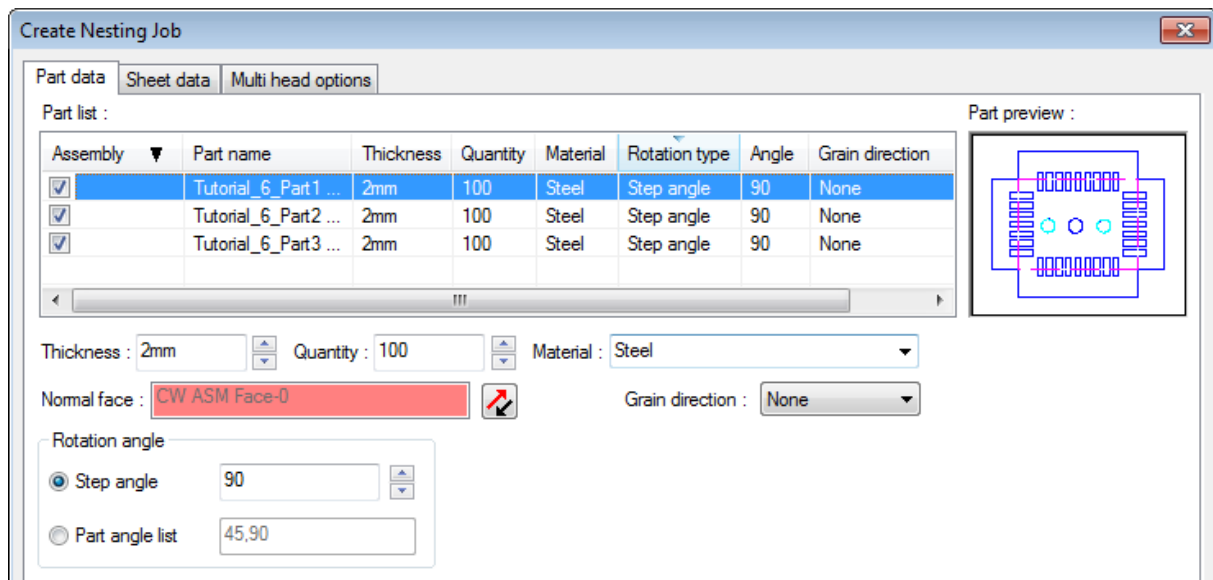 Create Nesting Job
Part data Sheet data Multi head options
Part list : Part preview :
Assembly Part name Thickness Quantity Material Rotation type Angle Grain direction
Tutorial_6_Part1 ... 2mm 100 Steel Step angle 90 None
Tutorial_6_Part2 ... 2mm 100 Steel Step angle 90 None
Tutorial_6_Part3 ... 2mm 100 Steel Step angle 90 None
Thickness : 2mm Quantity : 100 Material : Steel
Normal face : CW ASM Face-0 Grain direction : None
Rotation angle
Step angle 90
Part angle list 45,90